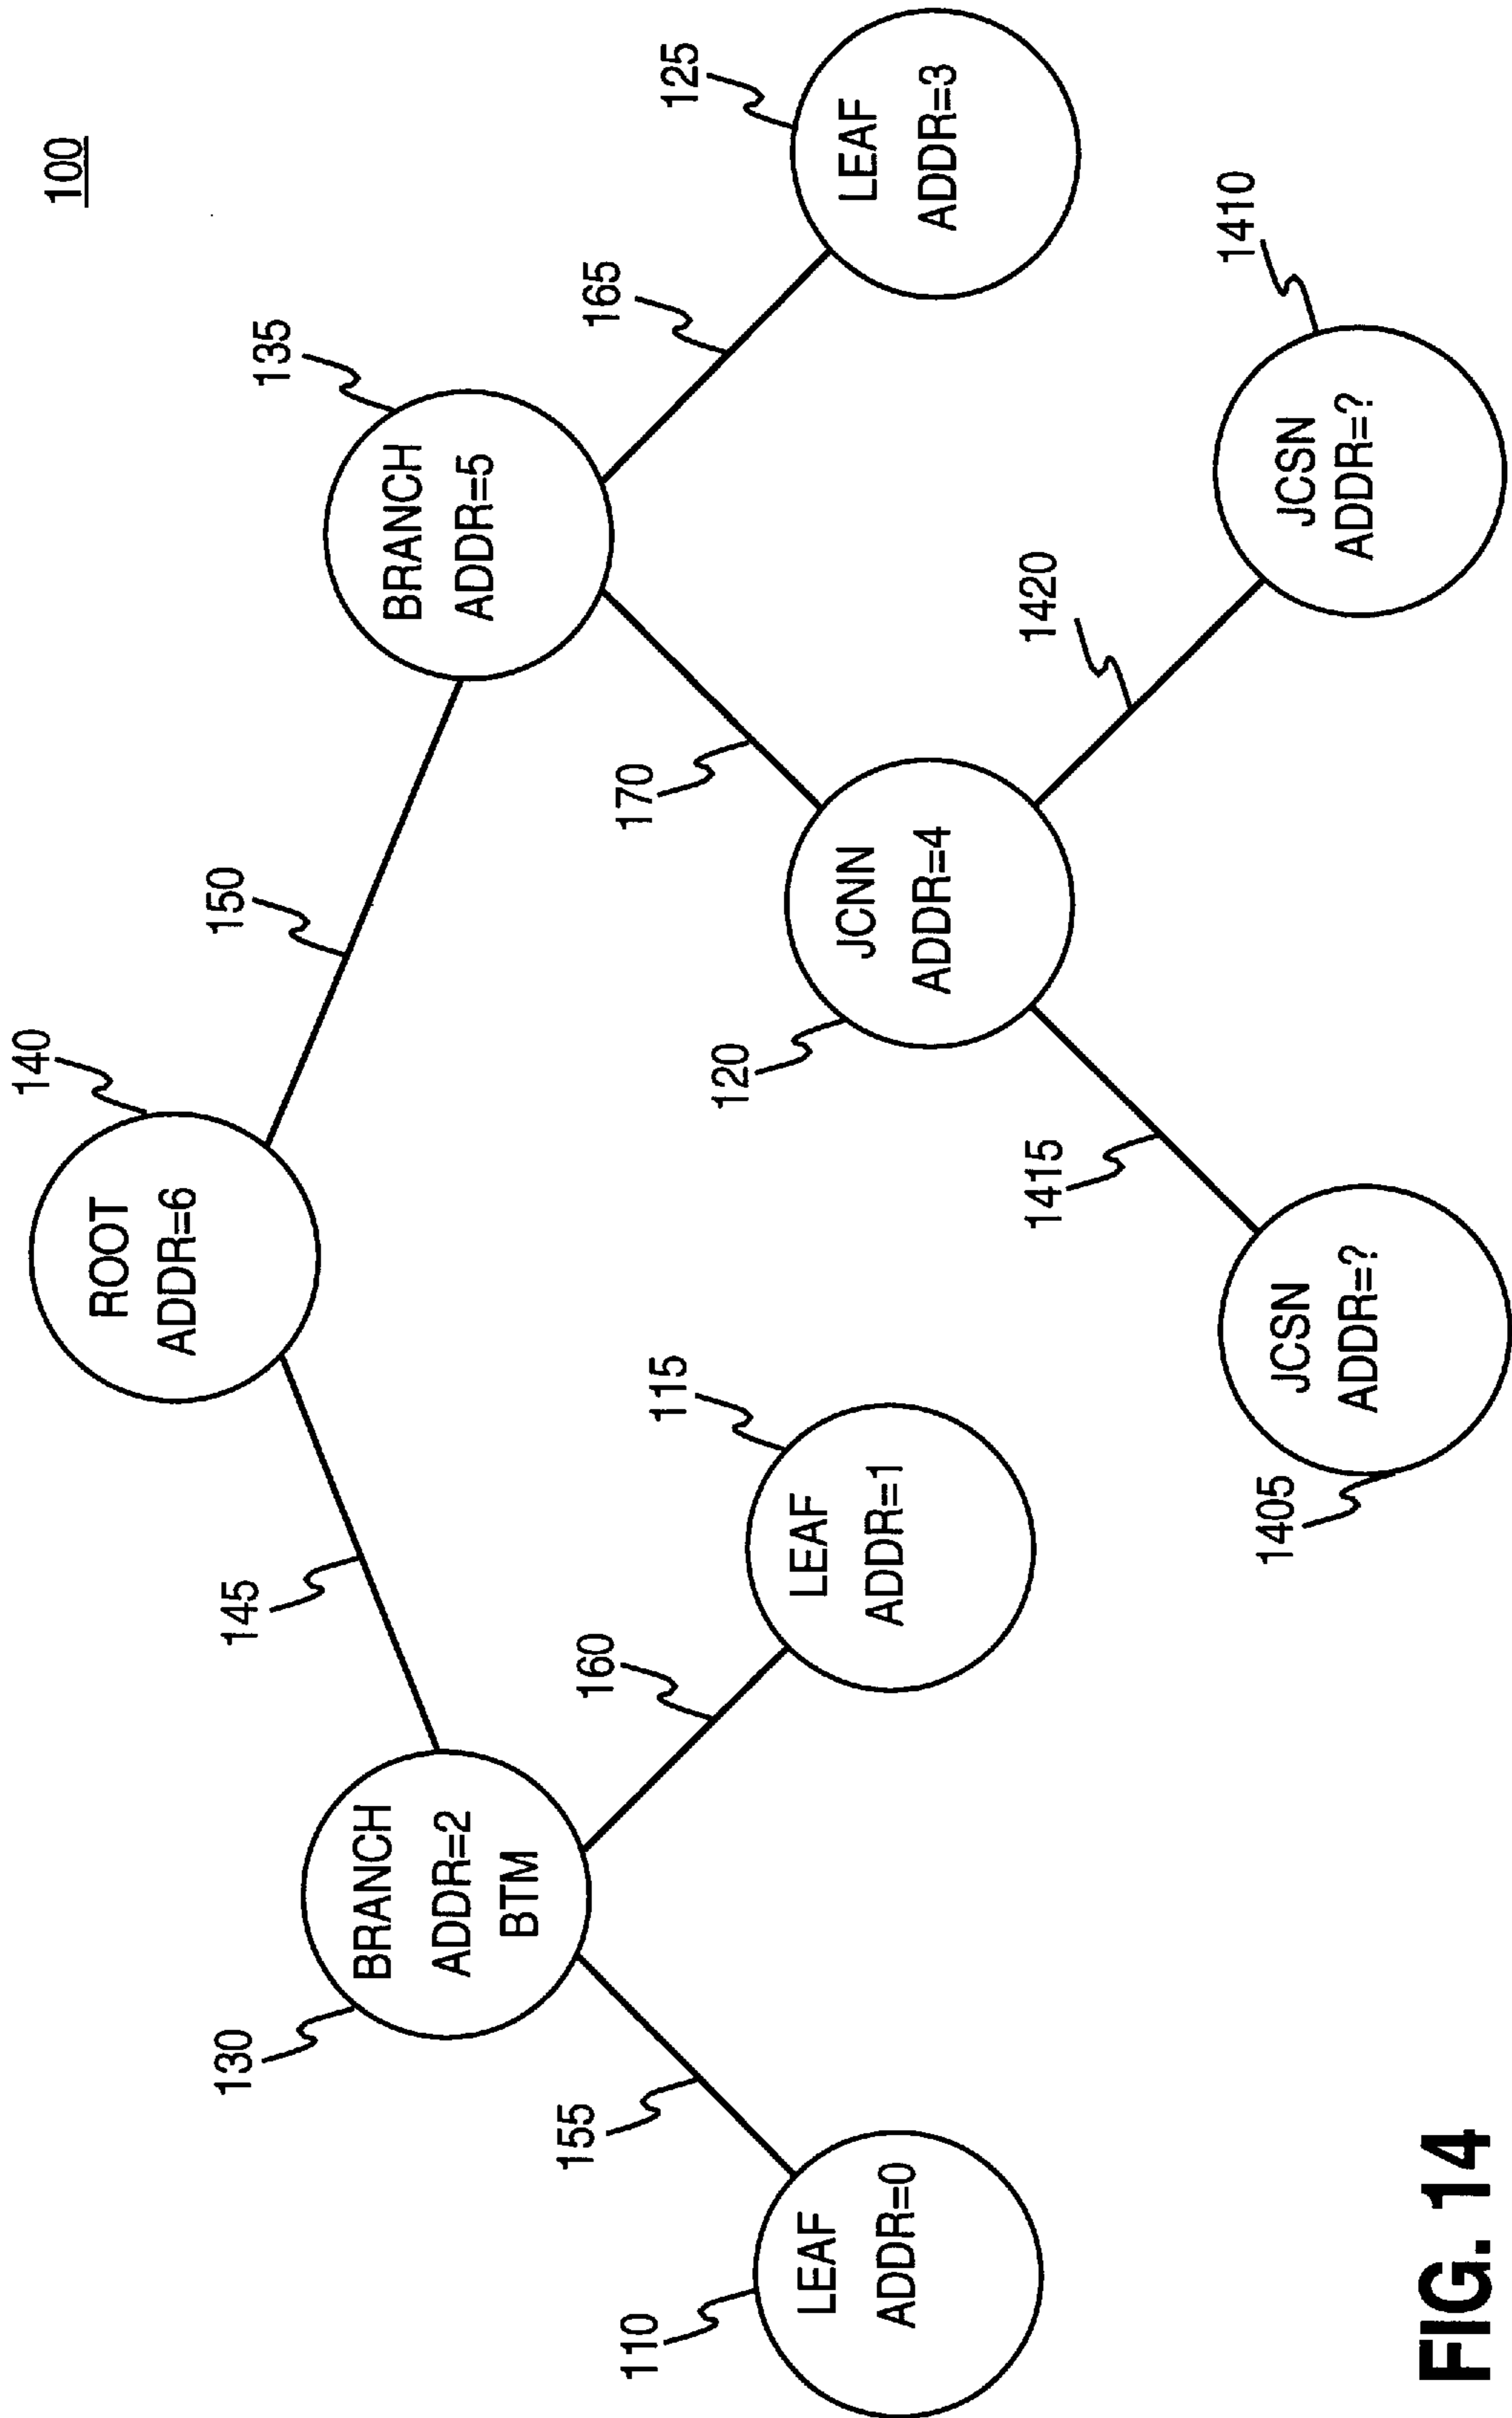 100
140
ROOT
ADDR=6
145
150
130
BRANCH
ADDR=2
BTM
135
BRANCH
ADDR=5
155
160
170
165
110
LEAF
ADDR=0
115
LEAF
ADDR=1
120
JCNN
ADDR=4
125
LEAF
ADDR=3
1415
1420
1405
JCSN
ADDR=?
1410
JCSN
ADDR=?
FIG. 14